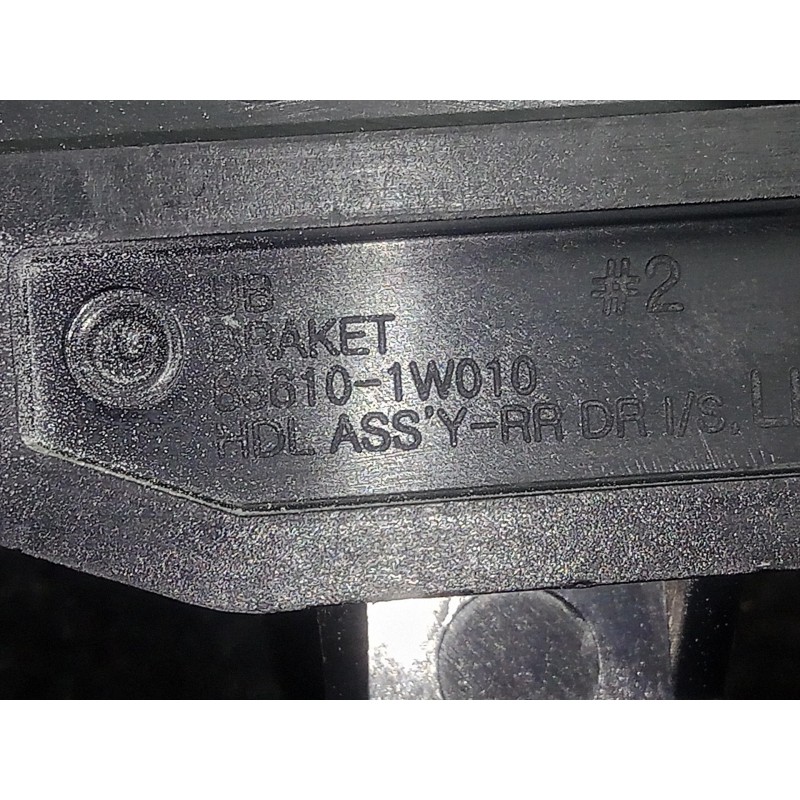 UB
#2
BRAKET
83610-1W010
HDL ASS'Y-RR DR I/S.